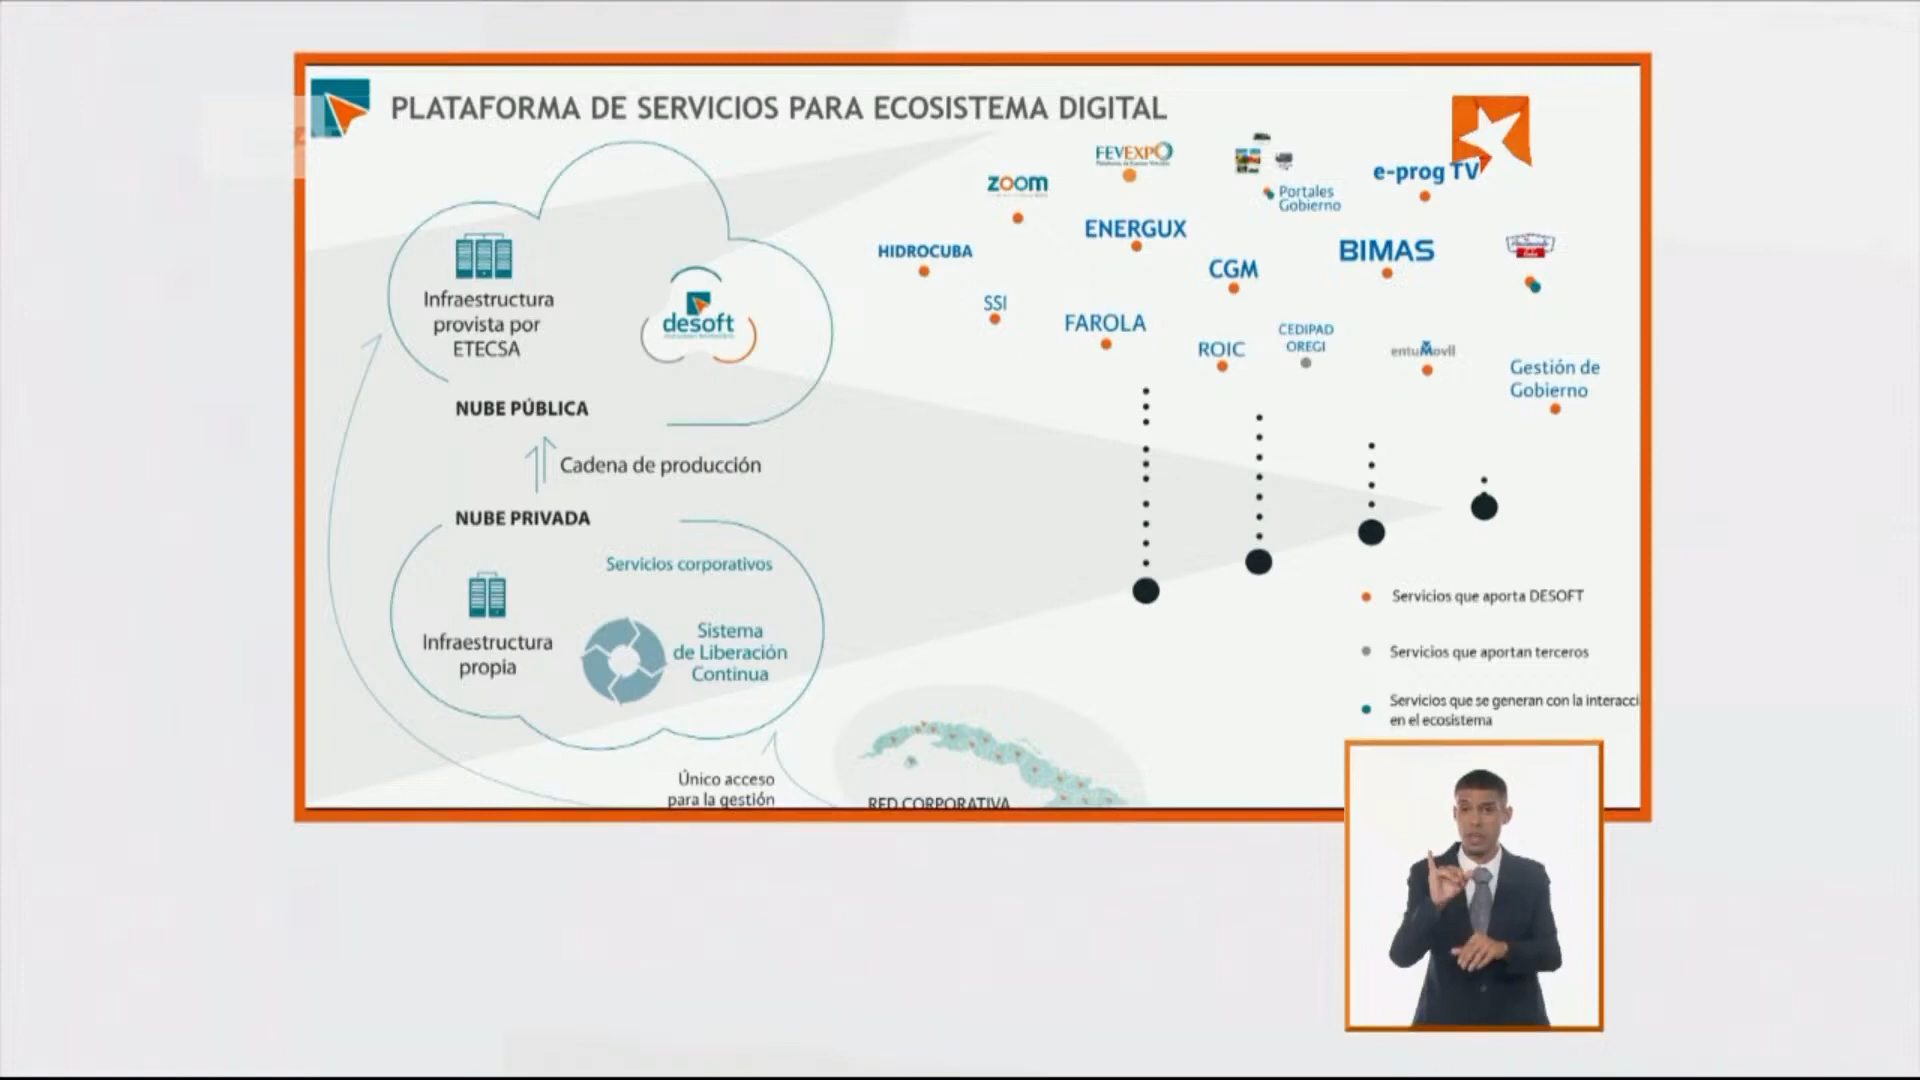 PLATAFORMA DE SERVICIOS PARA ECOSISTEMA DIGITAL
Infraestructura
provista por
ETECSA
desoft
NUBE PÚBLICA
Cadena de producción
NUBE PRIVADA
Servicios corporativos
Infraestructura
propia
Sistema
de Liberación
Continua
Único acceso
para la gestión
RED CORPORATIVA
FEVEXPO
zoom
Portales
Gobierno
e-prog TV
ENERGUX
HIDROCUBA
BIMAS
CGM
SSI
FAROLA
CEDIPAD
OREGI
ROIC
entuMovil
Gestión de
Gobierno
Servicios que aporta DESOFT
Servicios que aportan terceros
Servicios que se generan con la interacci
en el ecosistema